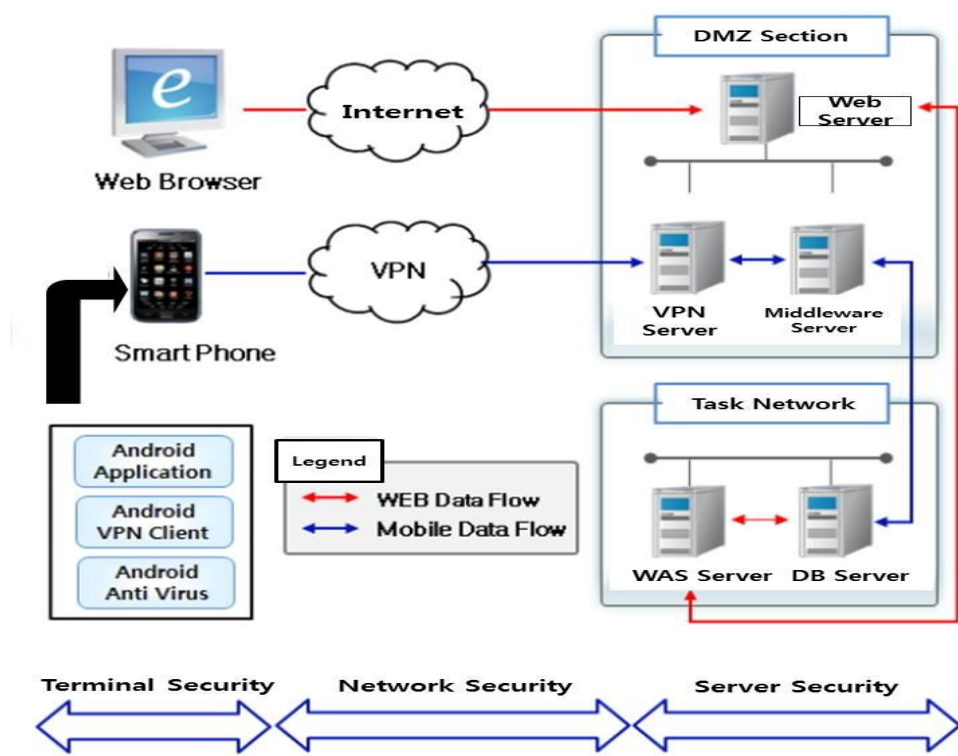 DMZ Section
e
Internet
Web
Server
Web Browser
VPN
VPN
Server
Middleware
Server
Smart Phone
Task Network
Android
Application
Android
VPN Client
Android
Anti Virus
Legend
WEB Data Flow
Mobile Data Flow
WAS Server
DB Server
Terminal Security
Network Security
Server Security